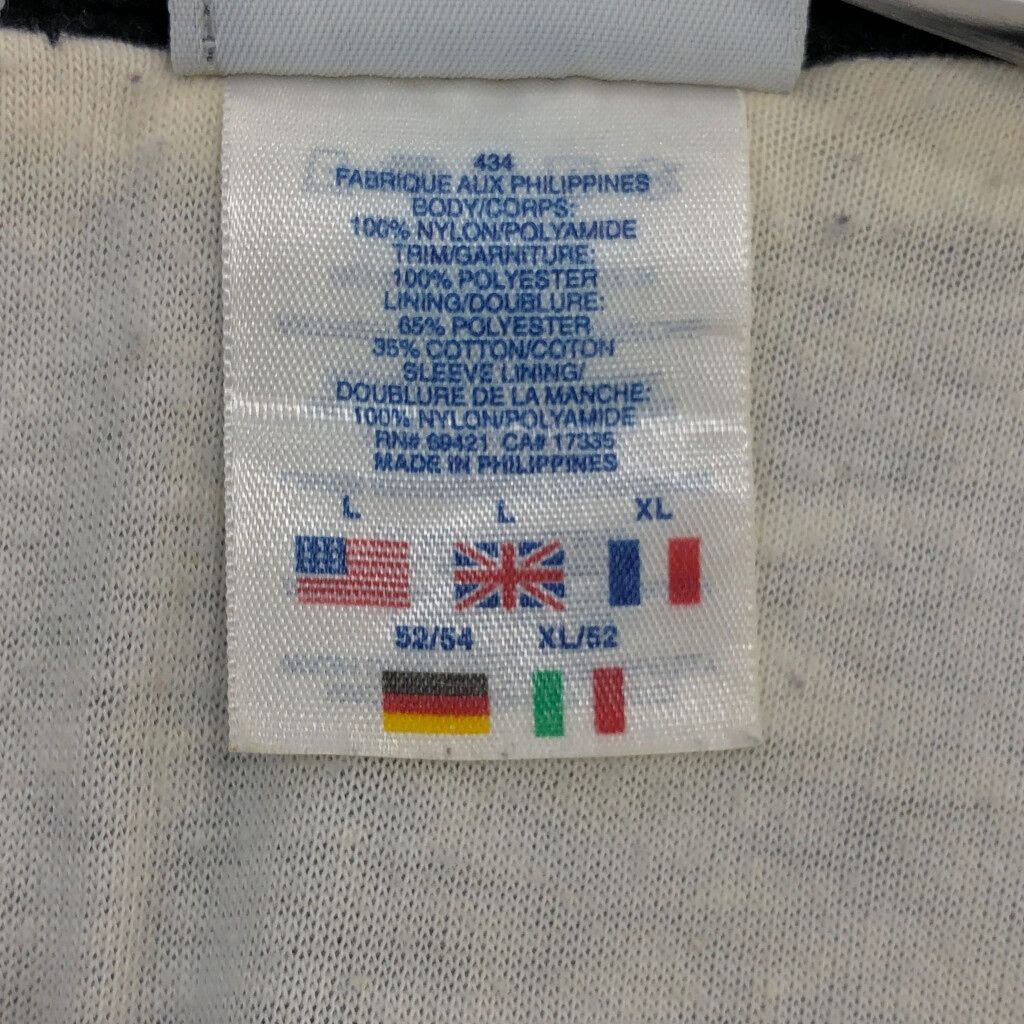 434
FABRIQUE AUX PHILIPPINES
BODY/CORPS:
100% NYLON/POLYAMIDE
TRIM/GARNITURE:
100% POLYESTER
LINING/DOUBLURE:
65% POLYESTER
35% COTTON/COTON
SLEEVE LINING/
DOUBLURE DE LA MANCHE:
100% NYLON/POLYAMIDE
RN# 69421 CA# 17335
MADE IN PHILIPPINES
L L XL
52/54 XL/52